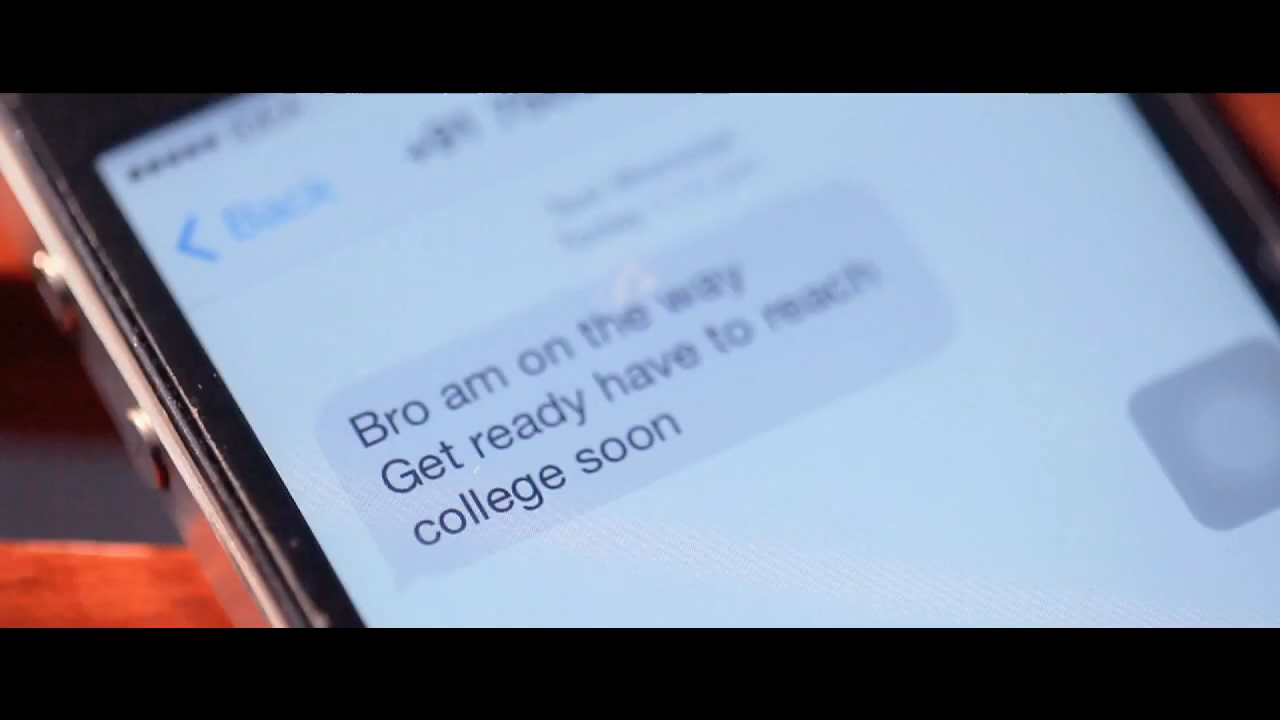 Back
Bro am on the way
Get ready have to reach
college soon